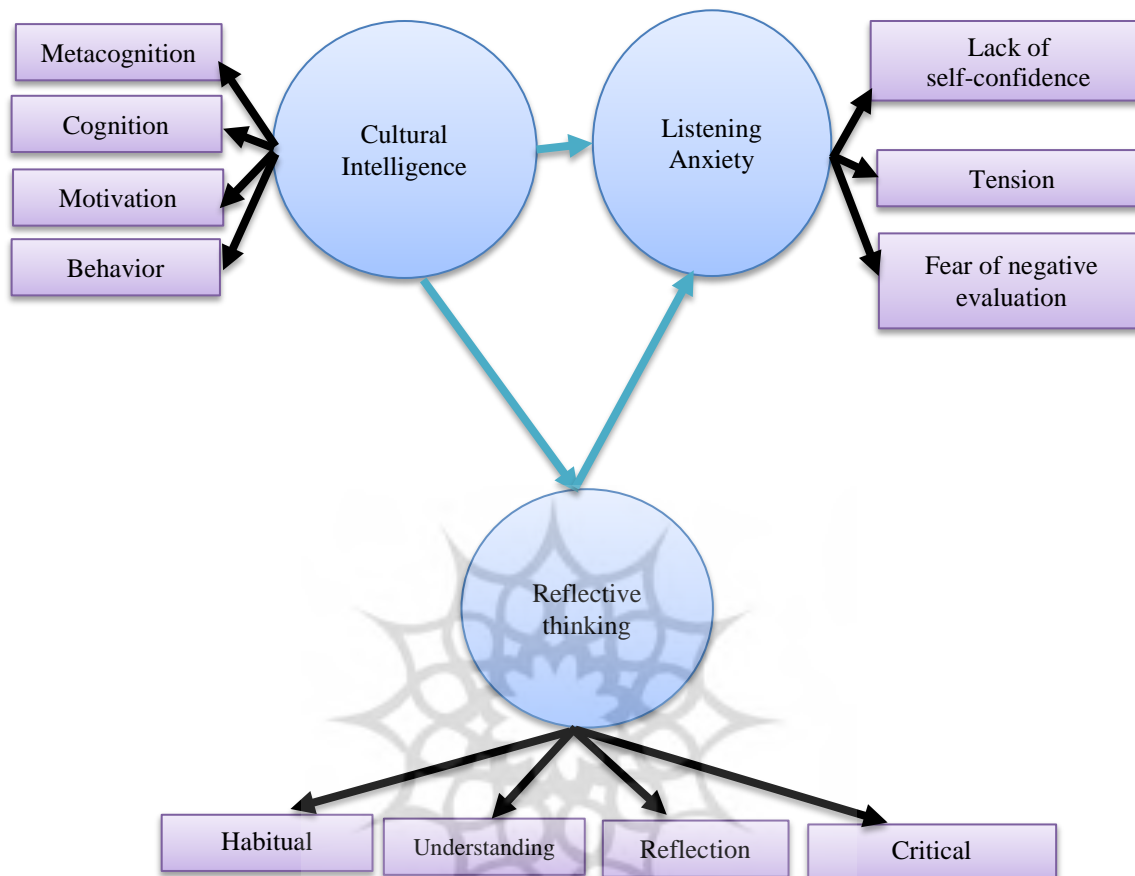 Metacognition
Cognition
Motivation
Behavior
Cultural
Intelligence
Listening
Anxiety
Lack of
self-confidence
Tension
Fear of negative
evaluation
Reflective
thinking
Habitual
Understanding
Reflection
Critical